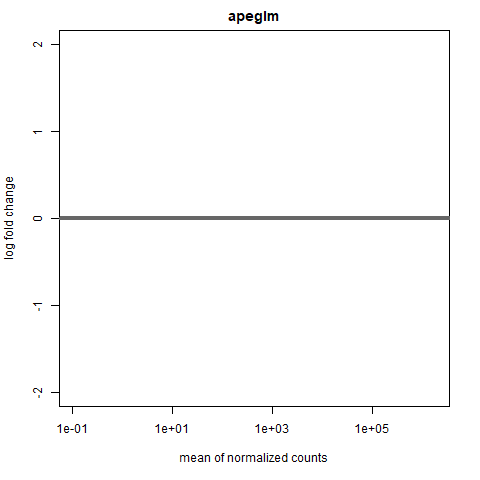 apeglm
2
1
0
-1
-2
log fold change
1e-01
1e+01
1e+03
1e+05
mean of normalized counts